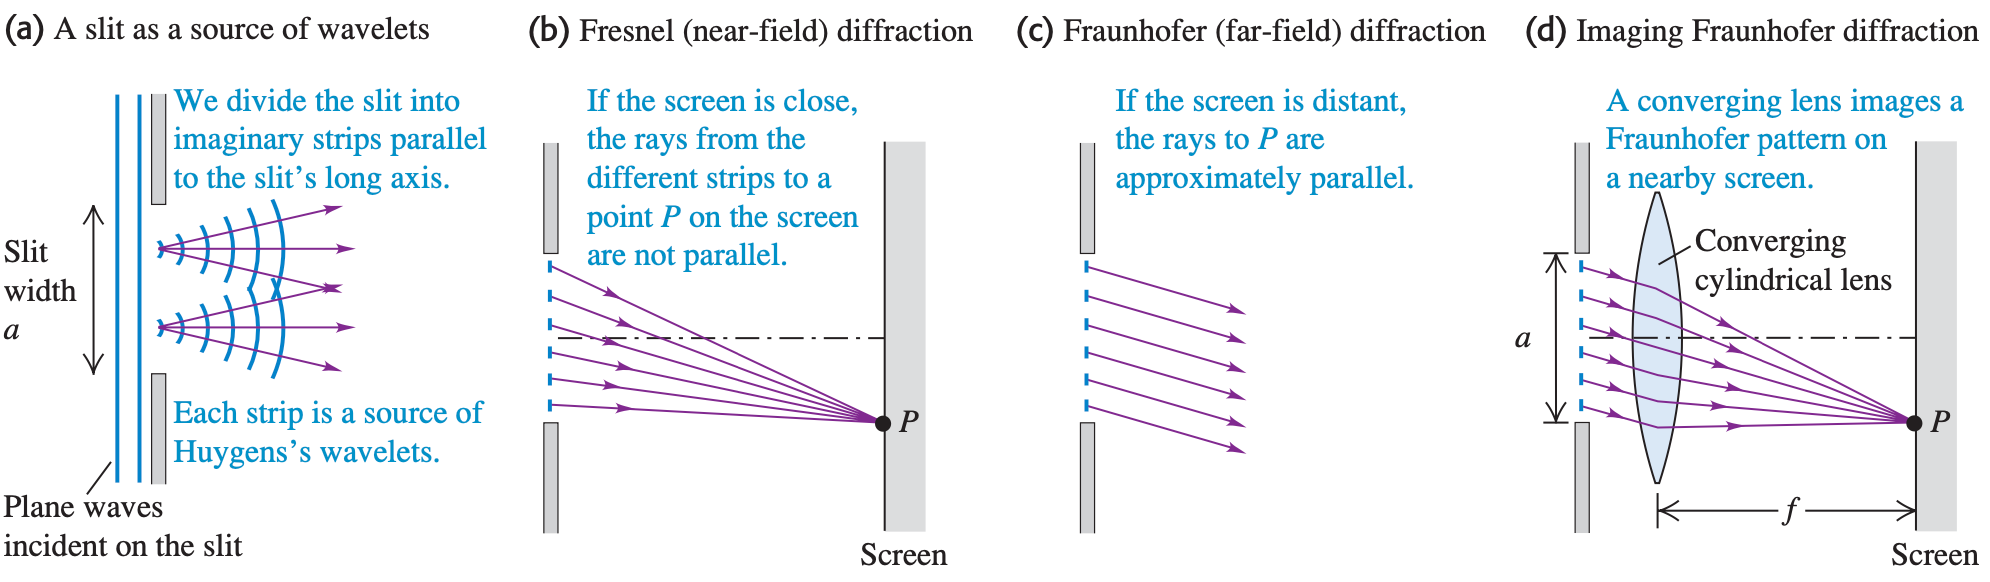 (a) A slit as a source of wavelets
We divide the slit into
imaginary strips parallel
to the slit’s long axis.
Slit
width
a
Each strip is a source of
Huygens’s wavelets.
Plane waves
incident on the slit
(b) Fresnel (near-field) diffraction
If the screen is close,
the rays from the
different strips to a
point P on the screen
are not parallel.
P
Screen
(c) Fraunhofer (far-field) diffraction
If the screen is distant,
the rays to P are
approximately parallel.
(d) Imaging Fraunhofer diffraction
A converging lens images a
Fraunhofer pattern on
a nearby screen.
Converging
cylindrical lens
a
P
f
Screen